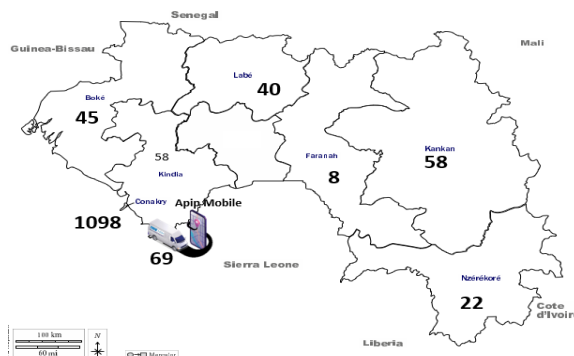 Senegal
Guinea-Bissau
Mali
Labé
40
Boké
45
58
Kindia
Faranah
8
Kankan
58
Conakry
Apip Mobile
1098
69
Sierra Leone
Nzérékoré
22
Cote
d'Ivoir
Liberia
100 km
60 mi
N